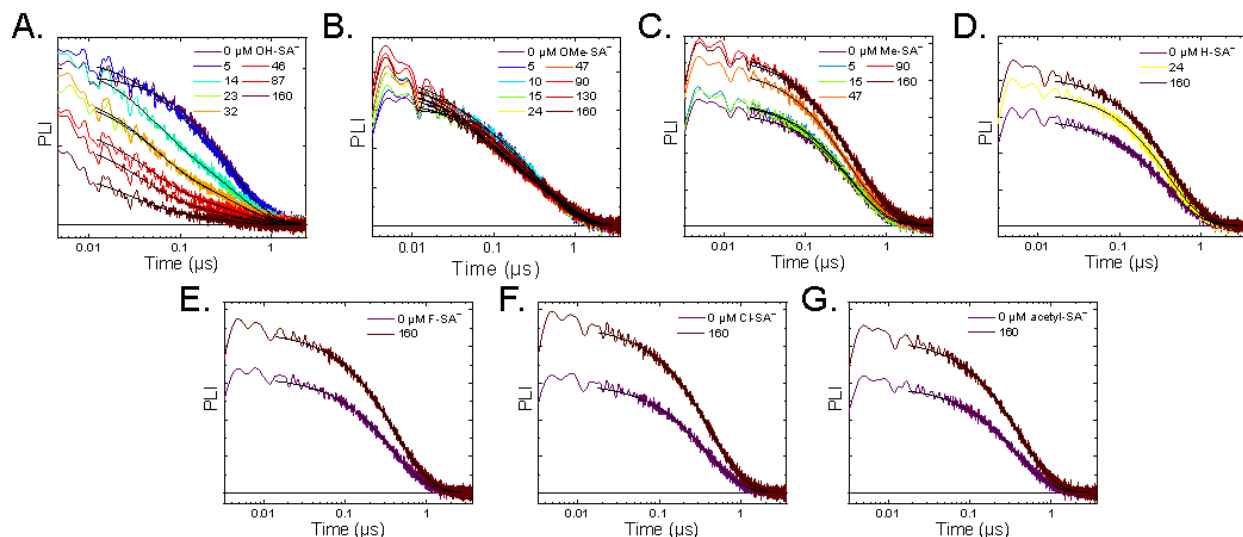 A.
PLI
0 µM OH-SA⁻
5 46
14 87
23 160
32
0.01 0.1 1
Time (µs)
B.
PLI
0 µM OMe-SA⁻
5 47
10 90
15 130
24 160
0.01 0.1 1
Time (µs)
C.
PLI
0 µM Me-SA⁻
5 90
15 160
47
0.01 0.1 1
Time (µs)
D.
PLI
0 µM H-SA⁻
24
160
0.01 0.1 1
Time (µs)
E.
PLI
0 µM F-SA⁻
160
0.01 0.1 1
Time (µs)
F.
PLI
0 µM Cl-SA⁻
160
0.01 0.1 1
Time (µs)
G.
PLI
0 µM acetyl-SA⁻
160
0.01 0.1 1
Time (µs)